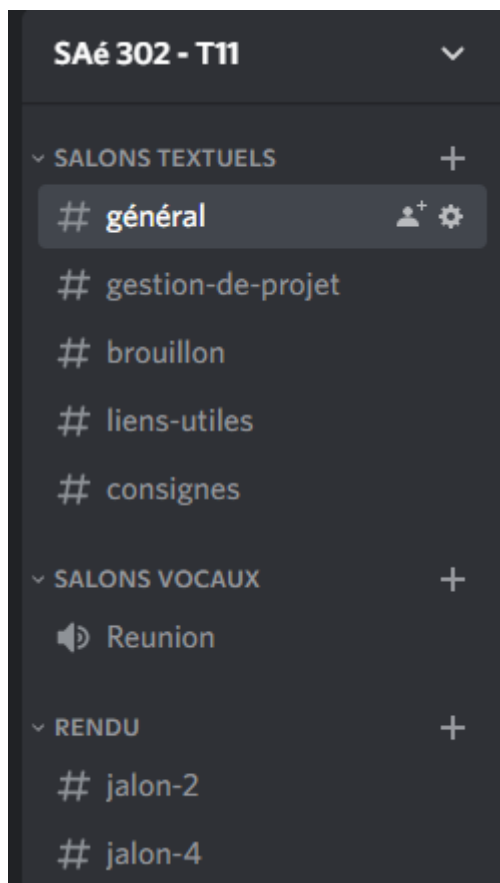 SAé 302 - T11
SALONS TEXTUELS
# général
# gestion-de-projet
# brouillon
# liens-utiles
# consignes
SALONS VOCAUX
Reunion
RENDU
# jalon-2
# jalon-4